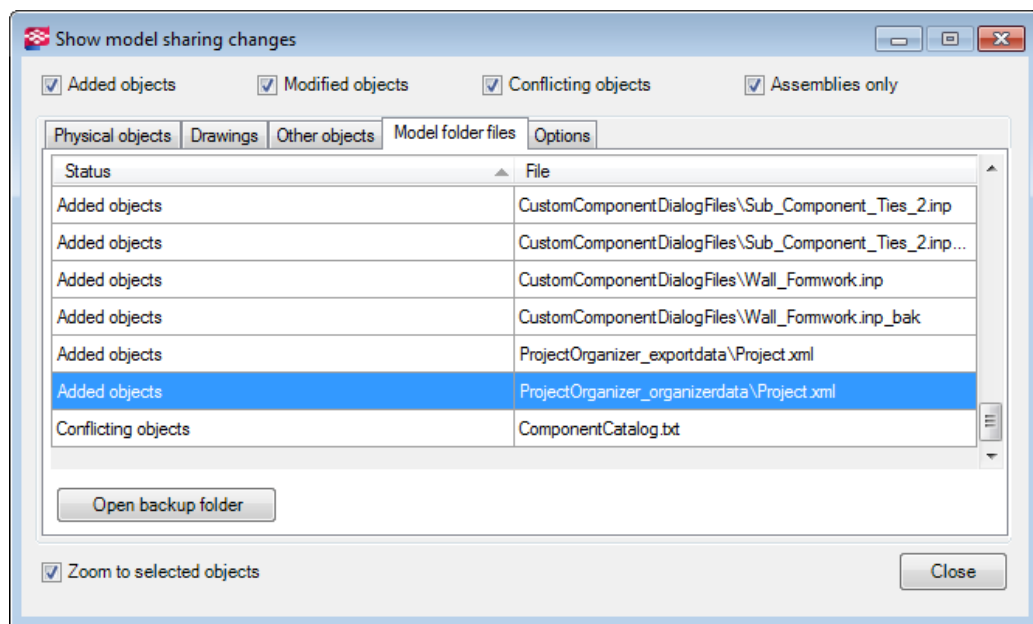 Show model sharing changes
Added objects Modified objects Conflicting objects Assemblies only
Physical objects Drawings Other objects Model folder files Options
Status File
Added objects CustomComponentDialogFiles\Sub_Component_Ties_2.inp
Added objects CustomComponentDialogFiles\Sub_Component_Ties_2.inp...
Added objects CustomComponentDialogFiles\Wall_Formwork.inp
Added objects CustomComponentDialogFiles\Wall_Formwork.inp_bak
Added objects ProjectOrganizer_exportdata\Project.xml
Added objects ProjectOrganizer_organizerdata\Project.xml
Conflicting objects ComponentCatalog.txt
Open backup folder
Zoom to selected objects Close